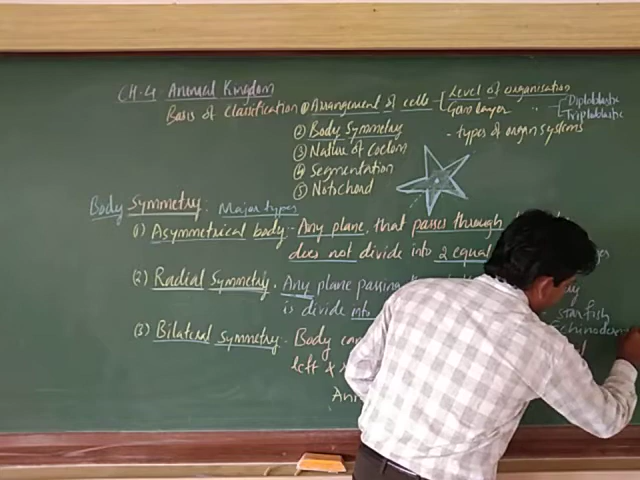 CH-4 Animal Kingdom
Basis of Classification ① Arrangement of cells - Level of organisation
Germ layer " - Diploblastic
Triploblastic
- types of organ systems
② Body Symmetry
③ Nature of Coelom
④ Segmentation
⑤ Notochord
Body Symmetry: Major types
(1) Asymmetrical body - Any plane, that passes through
does not divide into 2 equal
(2) Radial Symmetry. Any plane passing
is divide into
starfish
Echinoderm
(3) Bilateral Symmetry - Body can
left &